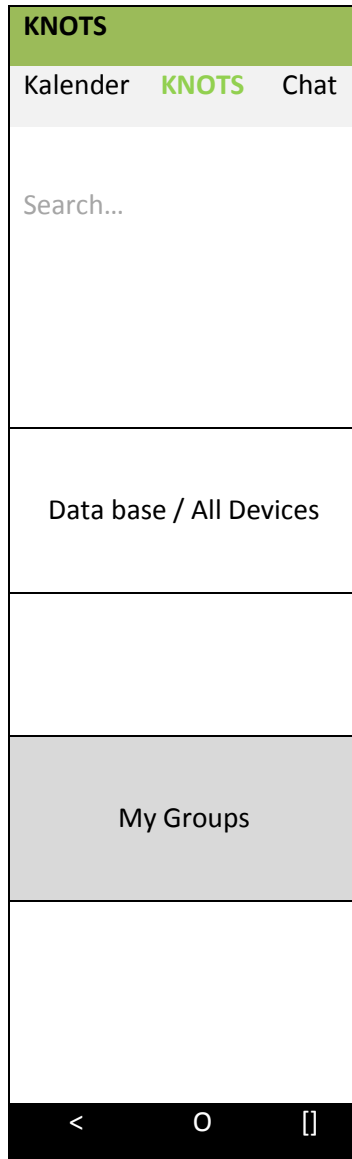 KNOTS
Kalender KNOTS Chat
Search…
Data base / All Devices
My Groups
< O []